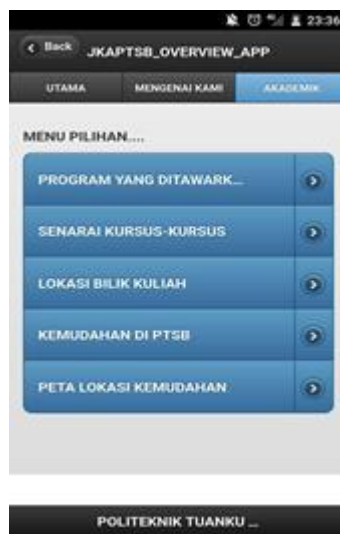 23:36
Back
JKAPTSB_OVERVIEW_APP
UTAMA
MENGENAI KAMI
AKADEMIK
MENU PILIHAN....
PROGRAM YANG DITAWARK...
SENARAI KURSUS-KURSUS
LOKASI BILIK KULIAH
KEMUDAHAN DI PTSB
PETA LOKASI KEMUDAHAN
POLITEKNIK TUANKU ...